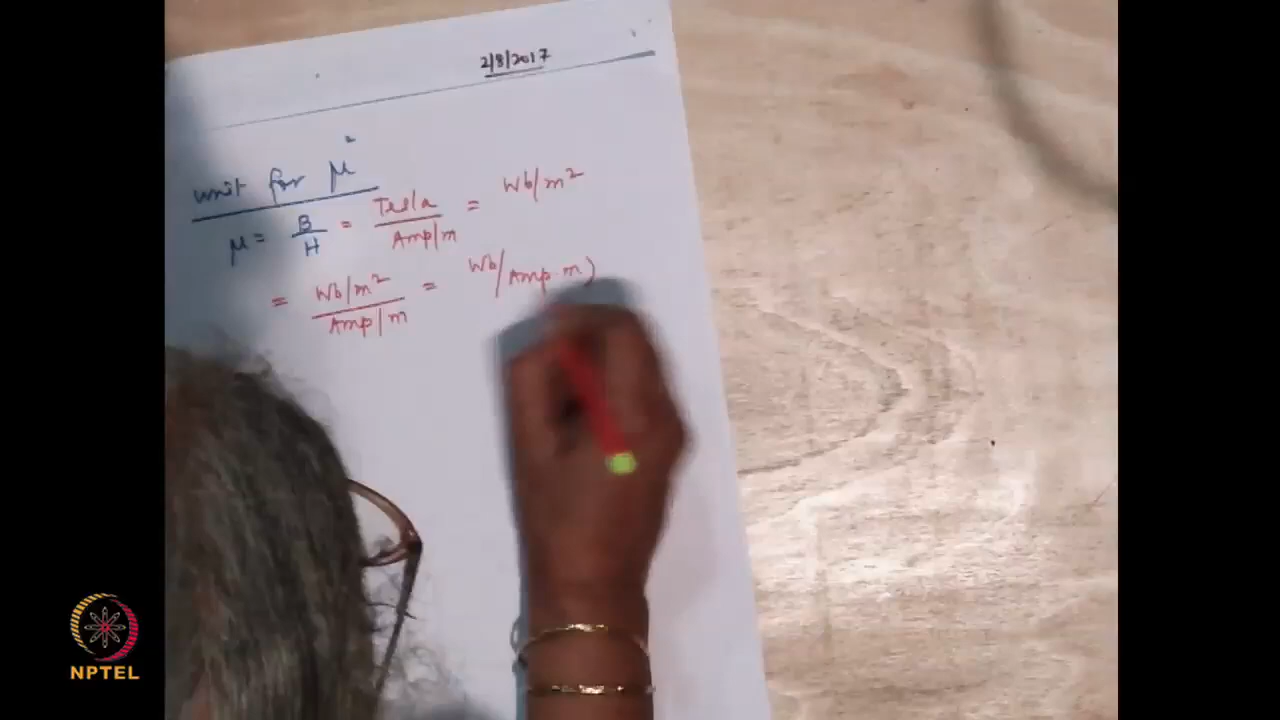 2/8/2017
unit for μ
μ = B/H = Tesla/Amp/m = Wb/m²
= Wb/m²/Amp/m = Wb/Amp.m)
NPTEL